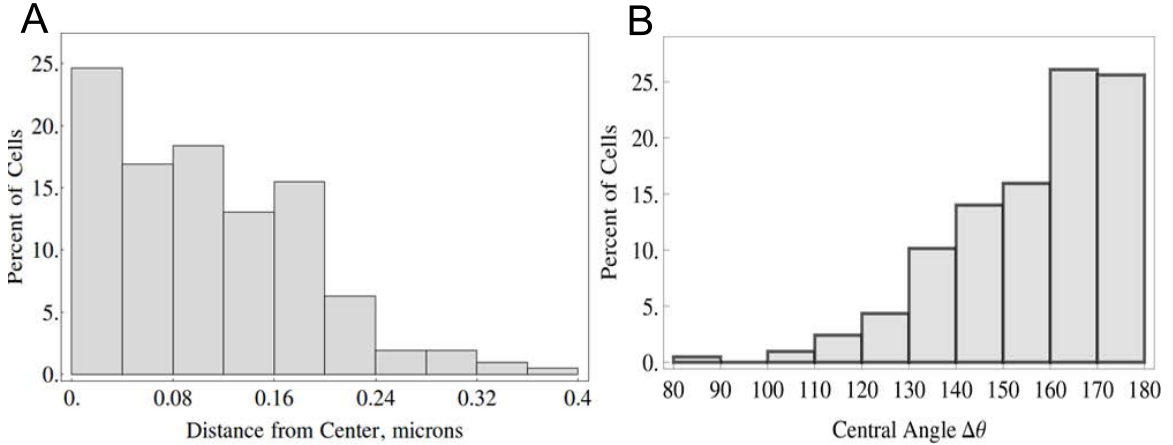 A
B
Percent of Cells
25.
20.
15.
10.
5.
0.
0. 0.08 0.16 0.24 0.32 0.4
Distance from Center, microns
Percent of Cells
25.
20.
15.
10.
5.
0.
80 90 100 110 120 130 140 150 160 170 180
Central Angle Δθ